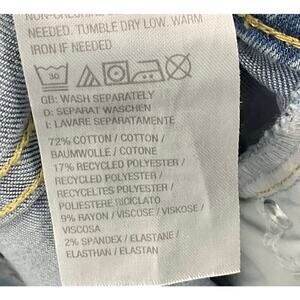 NEEDED. TUMBLE DRY LOW. WARM
IRON IF NEEDED
30
GB: WASH SEPARATELY
D: SEPARAT WASCHEN
I: LAVARE SEPARATAMENTE
72% COTTON / COTTON /
BAUMWOLLE / COTONE
17% RECYCLED POLYESTER /
RECYCLED POLYESTER /
RECYCELTES POLYESTER /
POLIESTERE RICICLATO
9% RAYON / VISCOSE / VISKOSE /
VISCOSA
2% SPANDEX / ELASTANE /
ELASTHAN / ELASTAN